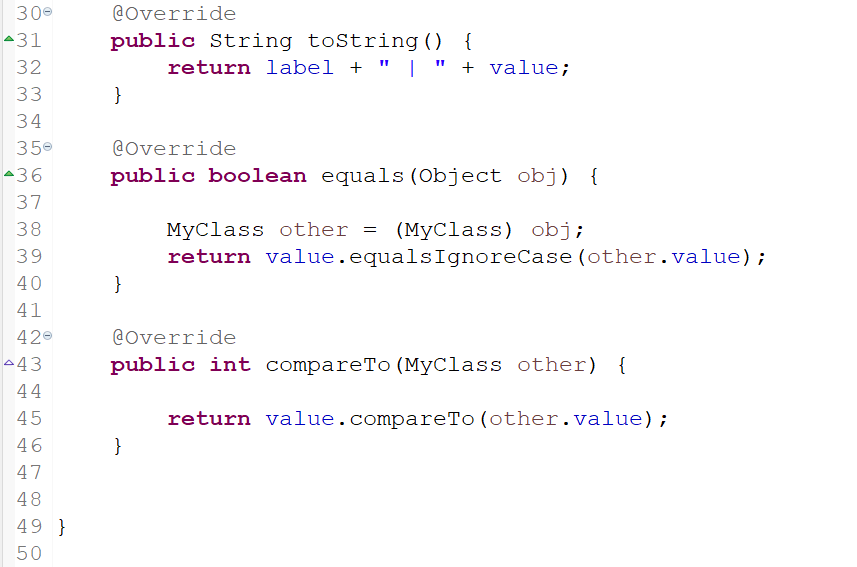 30 @Override
31 public String toString() {
32 return label + " | " + value;
33 }
34
35 @Override
36 public boolean equals(Object obj) {
37
38 MyClass other = (MyClass) obj;
39 return value.equalsIgnoreCase(other.value);
40 }
41
42 @Override
43 public int compareTo(MyClass other) {
44
45 return value.compareTo(other.value);
46 }
47
48
49 }
50